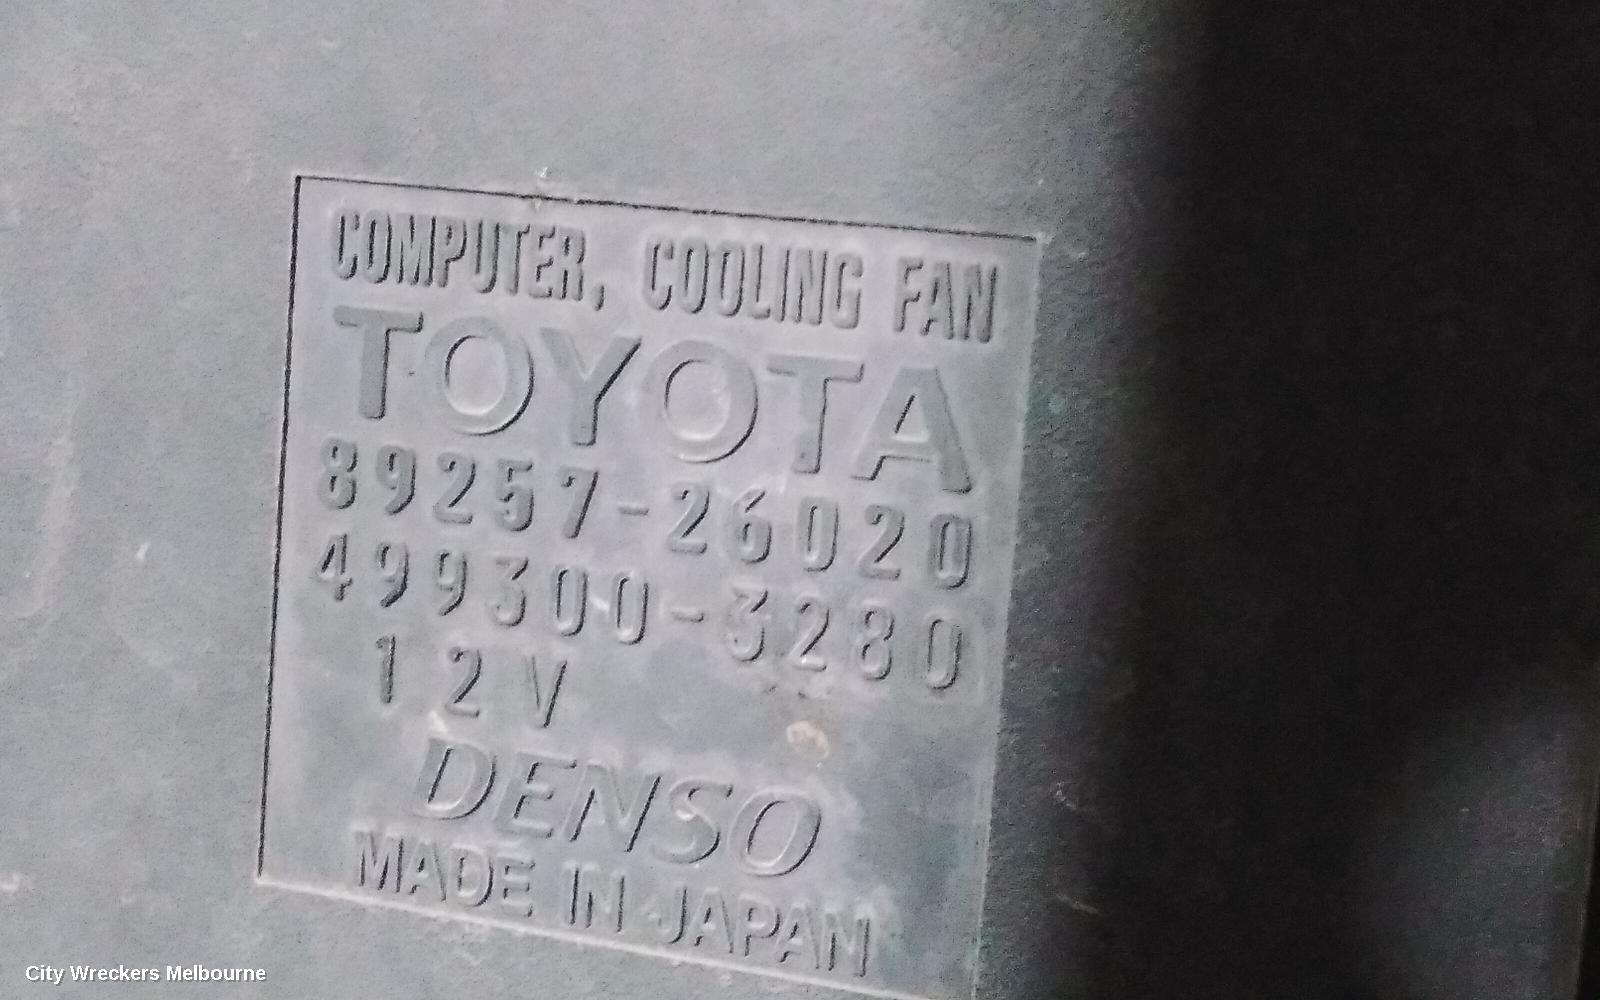 COMPUTER, COOLING FAN
TOYOTA
89257-26020
499300-3280
12V
DENSO
MADE IN JAPAN
City Wreckers Melbourne